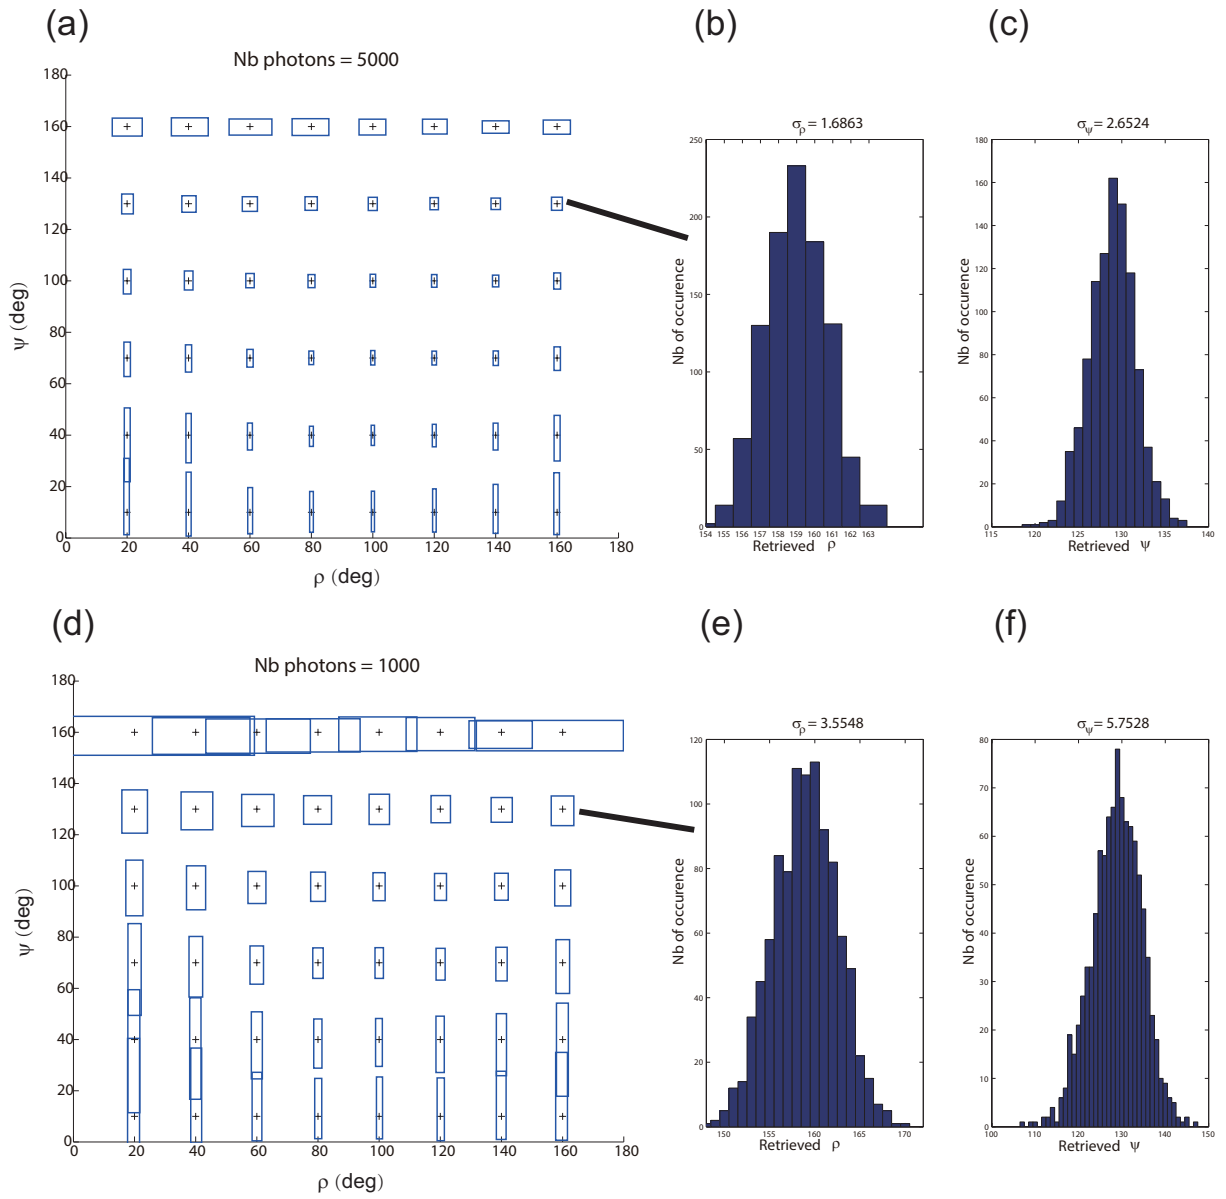 (a)
Nb photons = 5000
180
160
140
120
100
80
60
40
20
0
ψ (deg)
0 20 40 60 80 100 120 140 160 180
ρ (deg)
(b)
σρ = 1.6863
250
200
150
100
50
0
Nb of occurence
154 155 156 157 158 159 160 161 162 163
Retrieved ρ
(c)
σψ = 2.6524
180
160
140
120
100
80
60
40
20
0
Nb of occurence
115 120 125 130 135 140
Retrieved ψ
(d)
Nb photons = 1000
180
160
140
120
100
80
60
40
20
0
ψ (deg)
0 20 40 60 80 100 120 140 160 180
ρ (deg)
(e)
σρ = 3.5548
120
100
80
60
40
20
0
Nb of occurence
150 155 160 165 170
Retrieved ρ
(f)
σψ = 5.7528
80
70
60
50
40
30
20
10
0
Nb of occurence
100 110 120 130 140 150
Retrieved ψ